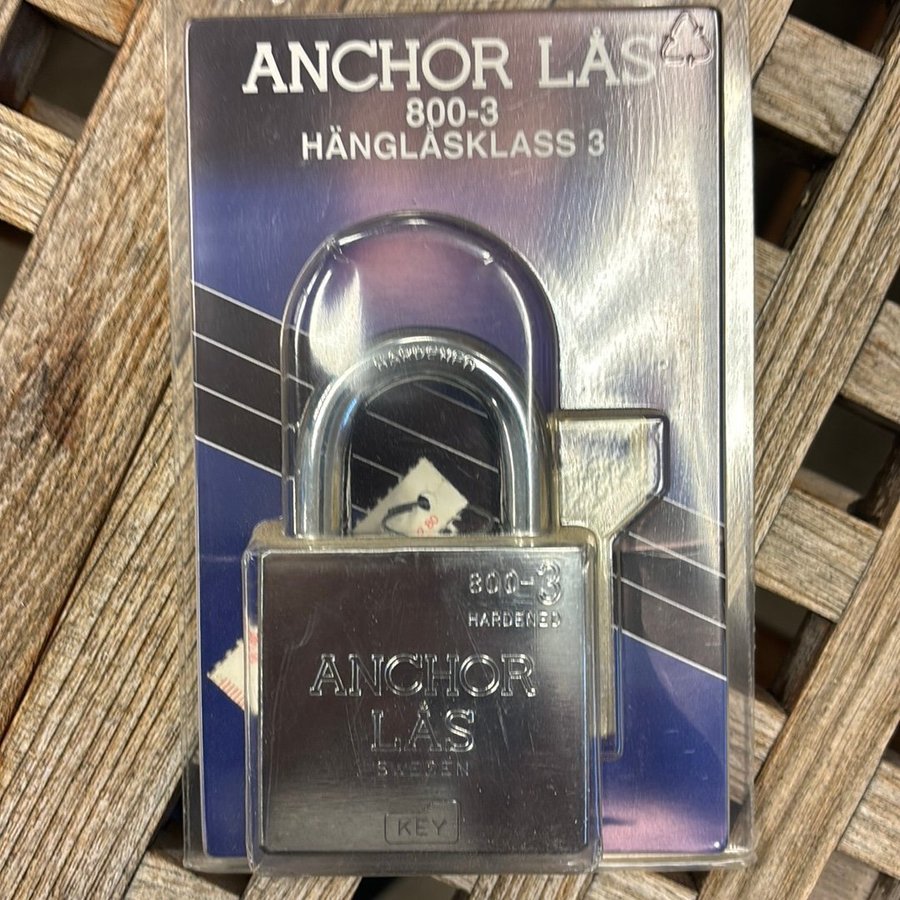 ANCHOR LÅS
800-3
HÄNGLÅSKLASS 3
HARDENED
800-3
HARDENED
ANCHOR
LÅS
SWEDEN
KEY